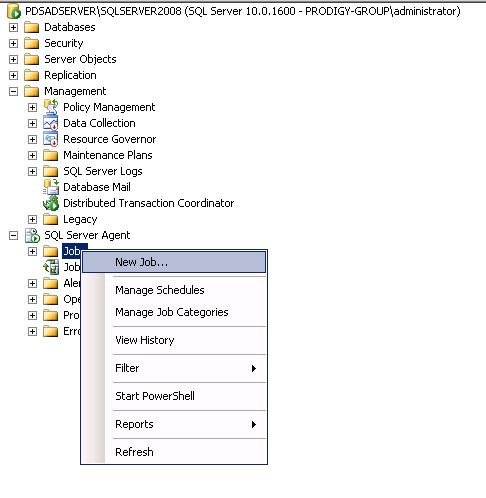 PDSADSERVER\SQLSERVER2008 (SQL Server 10.0.1600 - PRODIGY-GROUP\administrator)
Databases
Security
Server Objects
Replication
Management
Policy Management
Data Collection
Resource Governor
Maintenance Plans
SQL Server Logs
Database Mail
Distributed Transaction Coordinator
Legacy
SQL Server Agent
Job
New Job...
Job
Manage Schedules
Aler
Ope
Manage Job Categories
Pro
Erro
View History
Filter
Start PowerShell
Reports
Refresh